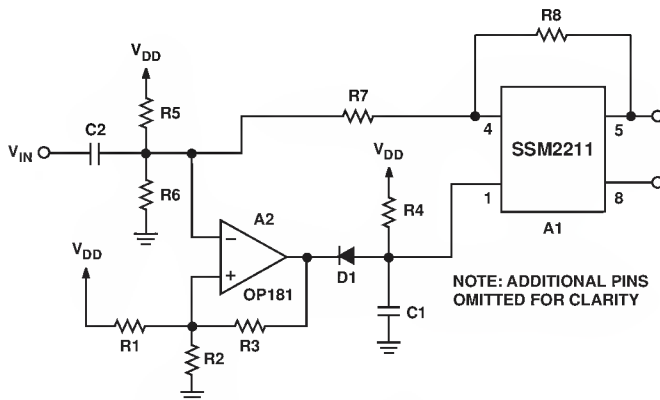 R8
V_DD
R5
R7
C2
4
5
SSM2211
V_IN
R6
V_DD
R4
1
8
A2
A1
V_DD
−
+
OP181
D1
NOTE: ADDITIONAL PINS
OMITTED FOR CLARITY
C1
R1
R2
R3